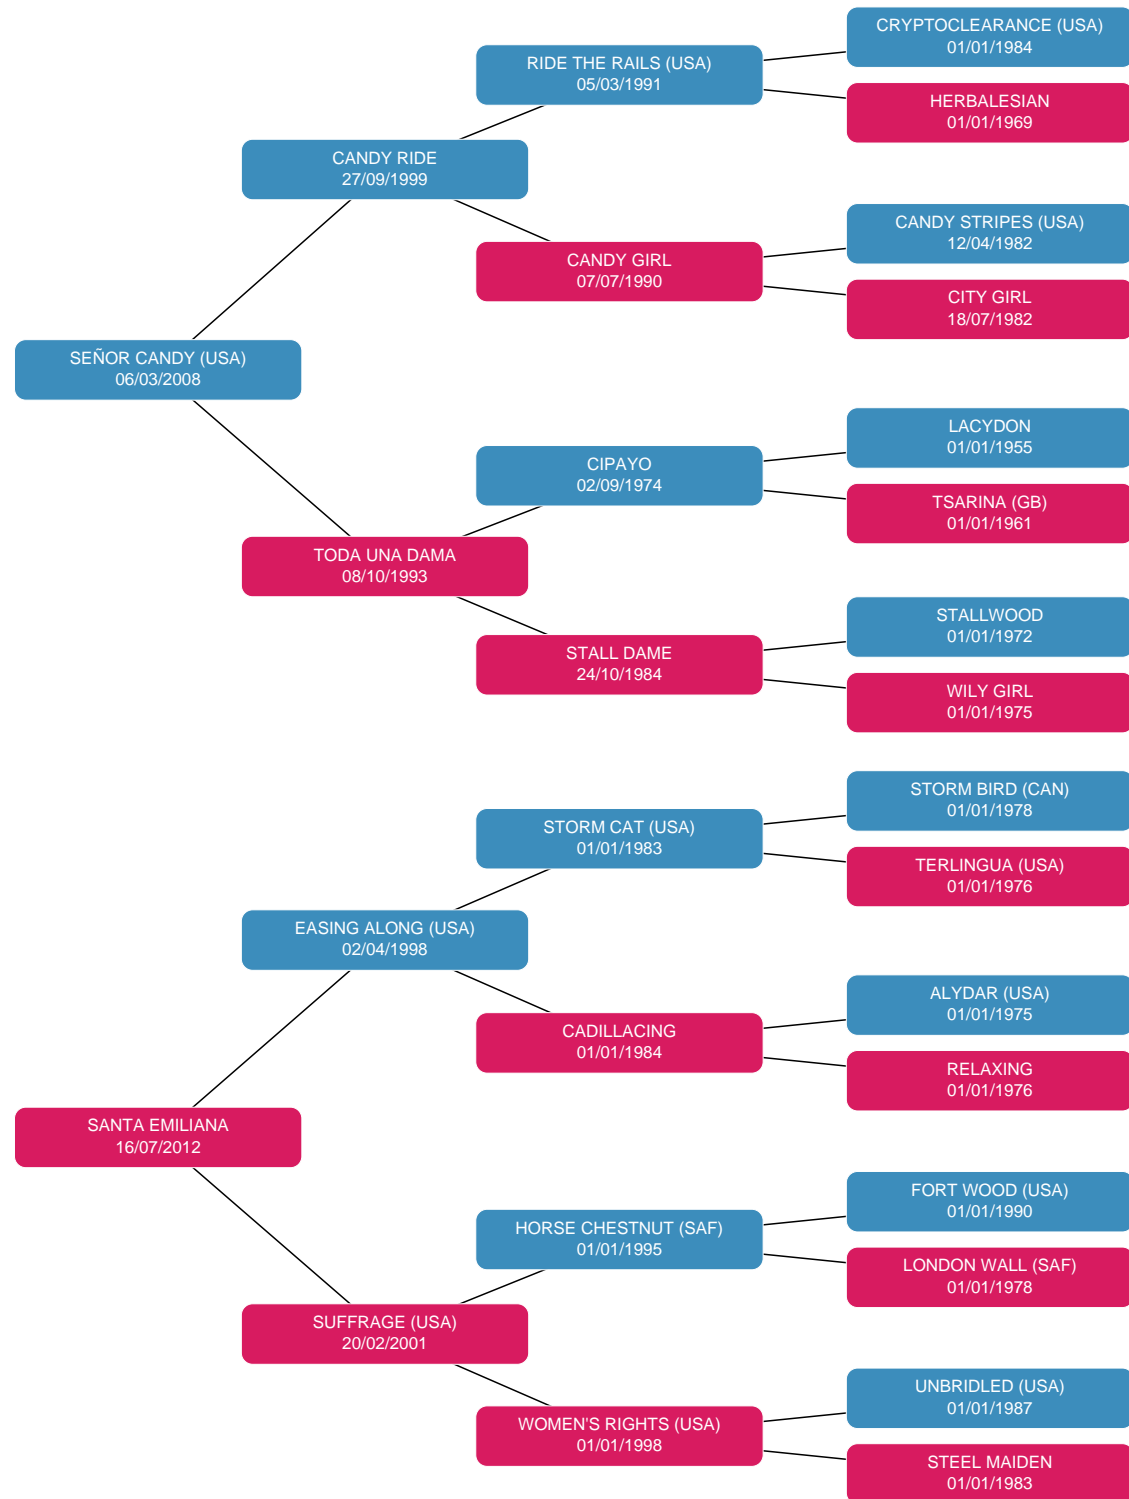 CRYPTOCLEARANCE (USA)
01/01/1984
RIDE THE RAILS (USA)
05/03/1991
HERBALESIAN
01/01/1969
CANDY RIDE
27/09/1999
CANDY STRIPES (USA)
12/04/1982
CANDY GIRL
07/07/1990
CITY GIRL
18/07/1982
SEÑOR CANDY (USA)
06/03/2008
LACYDON
01/01/1955
CIPAYO
02/09/1974
TSARINA (GB)
01/01/1961
TODA UNA DAMA
08/10/1993
STALLWOOD
01/01/1972
STALL DAME
24/10/1984
WILY GIRL
01/01/1975
STORM BIRD (CAN)
01/01/1978
STORM CAT (USA)
01/01/1983
TERLINGUA (USA)
01/01/1976
EASING ALONG (USA)
02/04/1998
ALYDAR (USA)
01/01/1975
CADILLACING
01/01/1984
RELAXING
01/01/1976
SANTA EMILIANA
16/07/2012
FORT WOOD (USA)
01/01/1990
HORSE CHESTNUT (SAF)
01/01/1995
LONDON WALL (SAF)
01/01/1978
SUFFRAGE (USA)
20/02/2001
UNBRIDLED (USA)
01/01/1987
WOMEN'S RIGHTS (USA)
01/01/1998
STEEL MAIDEN
01/01/1983